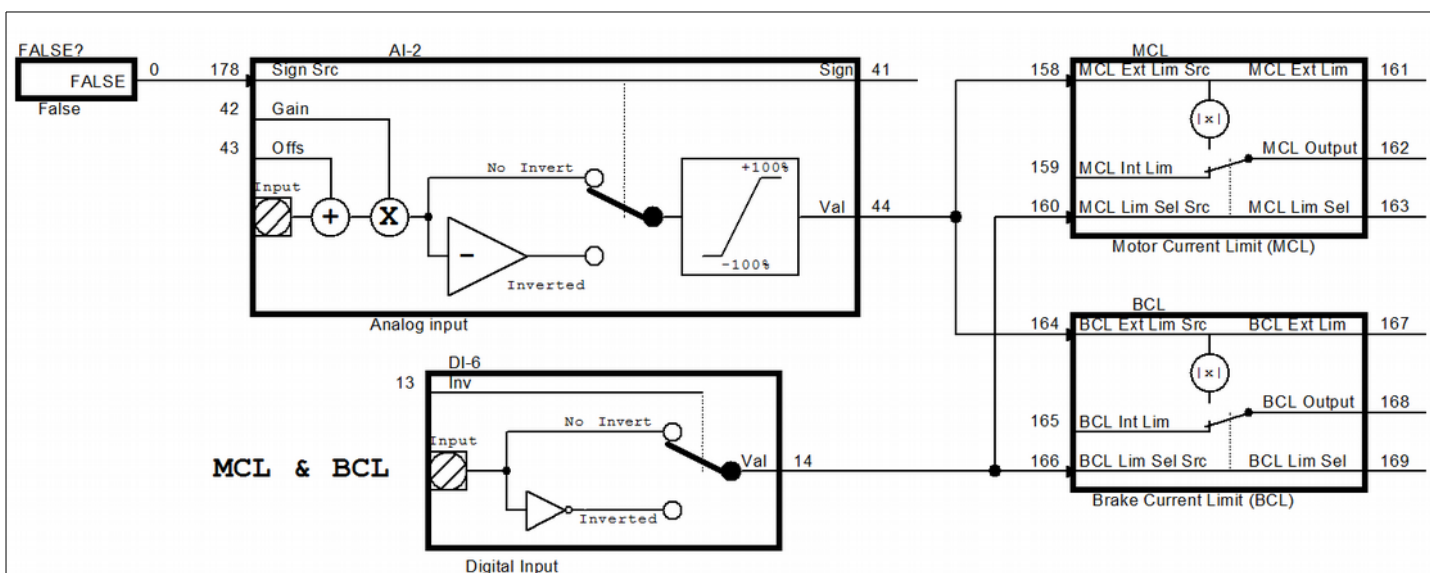 FALSE?
FALSE
False
0
178
AI-2
Sign Src
Sign
41
42
Gain
43
Offs
Input
+
X
No Invert
-
Inverted
+100%
-100%
Val
44
Analog input
MCL
158
MCL Ext Lim Src
MCL Ext Lim
161
|x|
MCL Output
162
159
MCL Int Lim
160
MCL Lim Sel Src
MCL Lim Sel
163
Motor Current Limit (MCL)
BCL
164
BCL Ext Lim Src
BCL Ext Lim
167
|x|
BCL Output
168
165
BCL Int Lim
166
BCL Lim Sel Src
BCL Lim Sel
169
Brake Current Limit (BCL)
MCL & BCL
DI-6
13
Inv
No Invert
Input
Val
14
Inverted
Digital Input